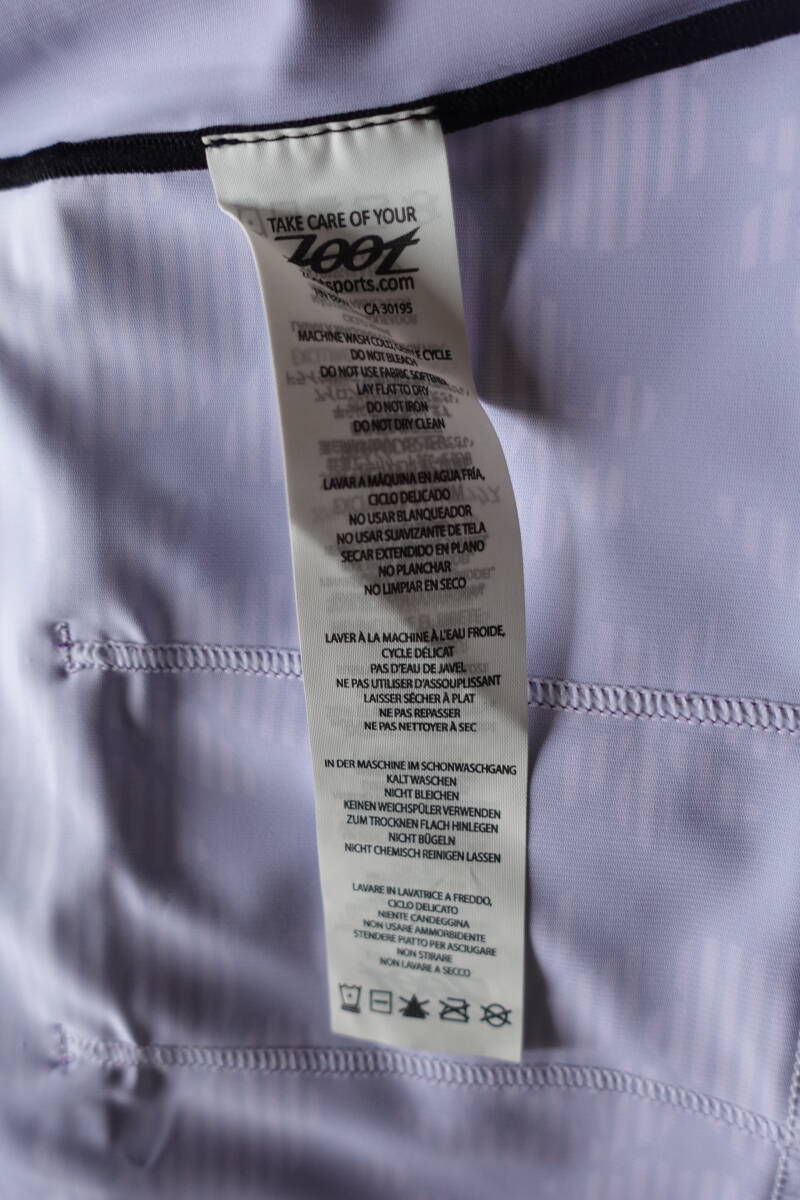 TAKE CARE OF YOUR
ZOOT
sports.com
CA 30195
MACHINE WASH COLD, CYCLE
DO NOT BLEACH
DO NOT USE FABRIC SOFTENER
LAY FLAT TO DRY
DO NOT IRON
DO NOT DRY CLEAN
LAVAR A MÁQUINA EN AGUA FRÍA,
CICLO DELICADO
NO USAR BLANQUEADOR
NO USAR SUAVIZANTE DE TELA
SECAR EXTENDIDO EN PLANO
NO PLANCHAR
NO LIMPIAR EN SECO
LAVER À LA MACHINE À L'EAU FROIDE,
CYCLE DÉLICAT
PAS D'EAU DE JAVEL
NE PAS UTILISER D'ASSOUPLISSANT
LAISSER SÉCHER À PLAT
NE PAS REPASSER
NE PAS NETTOYER À SEC
IN DER MASCHINE IM SCHONWASCHGANG
KALT WASCHEN
NICHT BLEICHEN
KEINEN WEICHSPÜLER VERWENDEN
ZUM TROCKNEN FLACH HINLEGEN
NICHT BÜGELN
NICHT CHEMISCH REINIGEN LASSEN
LAVARE IN LAVATRICE A FREDDO,
CICLO DELICATO
NIENTE CANDEGGINA
NON USARE AMMORBIDENTE
STENDERE PIATTO PER ASCIUGARE
NON STIRARE
NON LAVARE A SECCO